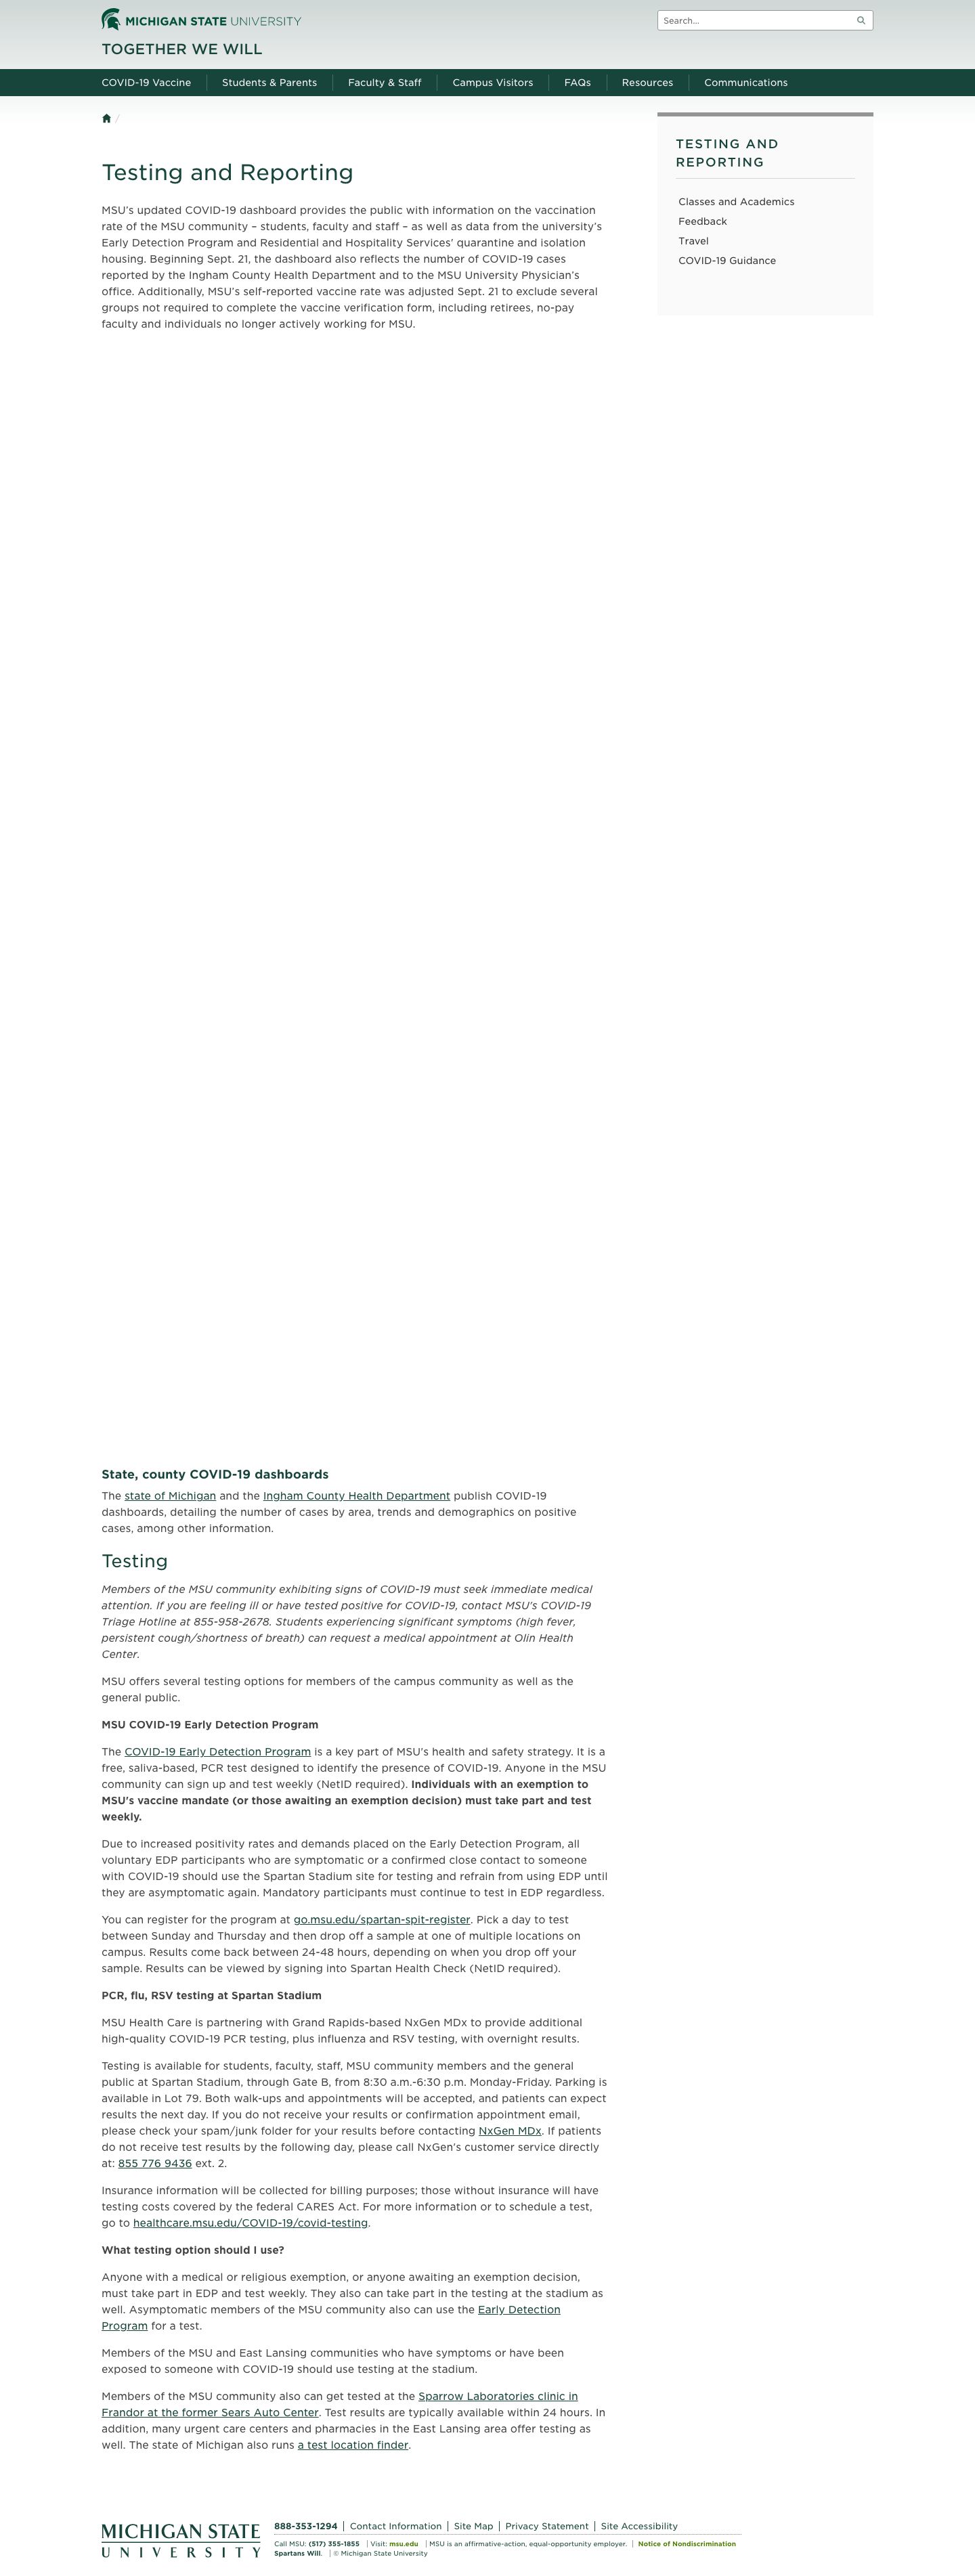 MICHIGAN STATE UNIVERSITY
Search...
TOGETHER WE WILL
COVID-19 Vaccine
Students & Parents
Faculty & Staff
Campus Visitors
FAQs
Resources
Communications
/
Testing and Reporting
MSU's updated COVID-19 dashboard provides the public with information on the vaccination
rate of the MSU community – students, faculty and staff – as well as data from the university's
Early Detection Program and Residential and Hospitality Services' quarantine and isolation
housing. Beginning Sept. 21, the dashboard also reflects the number of COVID-19 cases
reported by the Ingham County Health Department and to the MSU University Physician's
office. Additionally, MSU's self-reported vaccine rate was adjusted Sept. 21 to exclude several
groups not required to complete the vaccine verification form, including retirees, no-pay
faculty and individuals no longer actively working for MSU.
TESTING AND
REPORTING
Classes and Academics
Feedback
Travel
COVID-19 Guidance
State, county COVID-19 dashboards
The state of Michigan and the Ingham County Health Department publish COVID-19
dashboards, detailing the number of cases by area, trends and demographics on positive
cases, among other information.
Testing
Members of the MSU community exhibiting signs of COVID-19 must seek immediate medical
attention. If you are feeling ill or have tested positive for COVID-19, contact MSU's COVID-19
Triage Hotline at 855-958-2678. Students experiencing significant symptoms (high fever,
persistent cough/shortness of breath) can request a medical appointment at Olin Health
Center.
MSU offers several testing options for members of the campus community as well as the
general public.
MSU COVID-19 Early Detection Program
The COVID-19 Early Detection Program is a key part of MSU's health and safety strategy. It is a
free, saliva-based, PCR test designed to identify the presence of COVID-19. Anyone in the MSU
community can sign up and test weekly (NetID required). Individuals with an exemption to
MSU's vaccine mandate (or those awaiting an exemption decision) must take part and test
weekly.
Due to increased positivity rates and demands placed on the Early Detection Program, all
voluntary EDP participants who are symptomatic or a confirmed close contact to someone
with COVID-19 should use the Spartan Stadium site for testing and refrain from using EDP until
they are asymptomatic again. Mandatory participants must continue to test in EDP regardless.
You can register for the program at go.msu.edu/spartan-spit-register. Pick a day to test
between Sunday and Thursday and then drop off a sample at one of multiple locations on
campus. Results come back between 24-48 hours, depending on when you drop off your
sample. Results can be viewed by signing into Spartan Health Check (NetID required).
PCR, flu, RSV testing at Spartan Stadium
MSU Health Care is partnering with Grand Rapids-based NxGen MDx to provide additional
high-quality COVID-19 PCR testing, plus influenza and RSV testing, with overnight results.
Testing is available for students, faculty, staff, MSU community members and the general
public at Spartan Stadium, through Gate B, from 8:30 a.m.-6:30 p.m. Monday-Friday. Parking is
available in Lot 79. Both walk-ups and appointments will be accepted, and patients can expect
results the next day. If you do not receive your results or confirmation appointment email,
please check your spam/junk folder for your results before contacting NxGen MDx. If patients
do not receive test results by the following day, please call NxGen's customer service directly
at: 855 776 9436 ext. 2.
Insurance information will be collected for billing purposes; those without insurance will have
testing costs covered by the federal CARES Act. For more information or to schedule a test,
go to healthcare.msu.edu/COVID-19/covid-testing.
What testing option should I use?
Anyone with a medical or religious exemption, or anyone awaiting an exemption decision,
must take part in EDP and test weekly. They also can take part in the testing at the stadium as
well. Asymptomatic members of the MSU community also can use the Early Detection
Program for a test.
Members of the MSU and East Lansing communities who have symptoms or have been
exposed to someone with COVID-19 should use testing at the stadium.
Members of the MSU community also can get tested at the Sparrow Laboratories clinic in
Frandor at the former Sears Auto Center. Test results are typically available within 24 hours. In
addition, many urgent care centers and pharmacies in the East Lansing area offer testing as
well. The state of Michigan also runs a test location finder.
MICHIGAN STATE
UNIVERSITY
888-353-1294 | Contact Information | Site Map | Privacy Statement | Site Accessibility
Call MSU: (517) 355-1855 | Visit: msu.edu | MSU is an affirmative-action, equal-opportunity employer. | Notice of Nondiscrimination
Spartans Will. | © Michigan State University